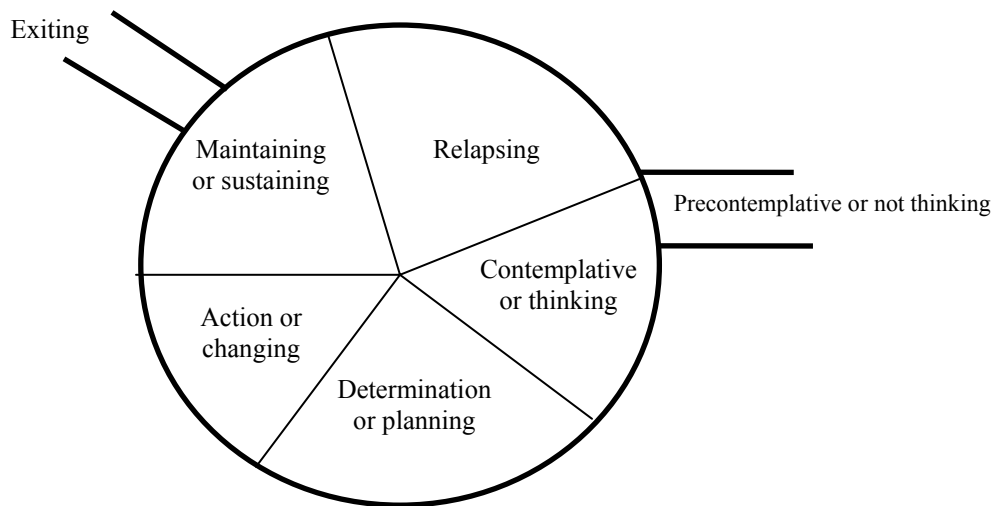 Exiting
Maintaining
or sustaining
Relapsing
Precontemplative or not thinking
Contemplative
or thinking
Action or
changing
Determination
or planning